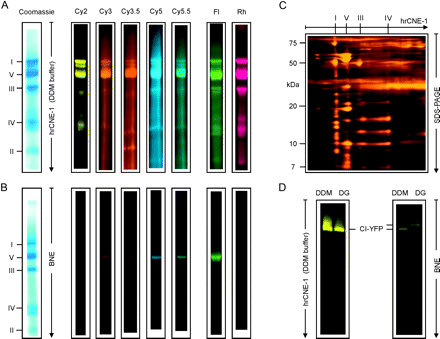 A
Coomassie
Cy2 Cy3 Cy3.5 Cy5 Cy5.5 Fl Rh
I
V
III
IV
II
hrCNE-1 (DDM buffer)
B
I
V
III
IV
II
BNE
C
hrCNE-1
I V III IV
75
50
kDa
20
10
7
SDS-PAGE
D
DDM DG DDM DG
CI-YFP
hrCNE-1 (DDM buffer)
BNE